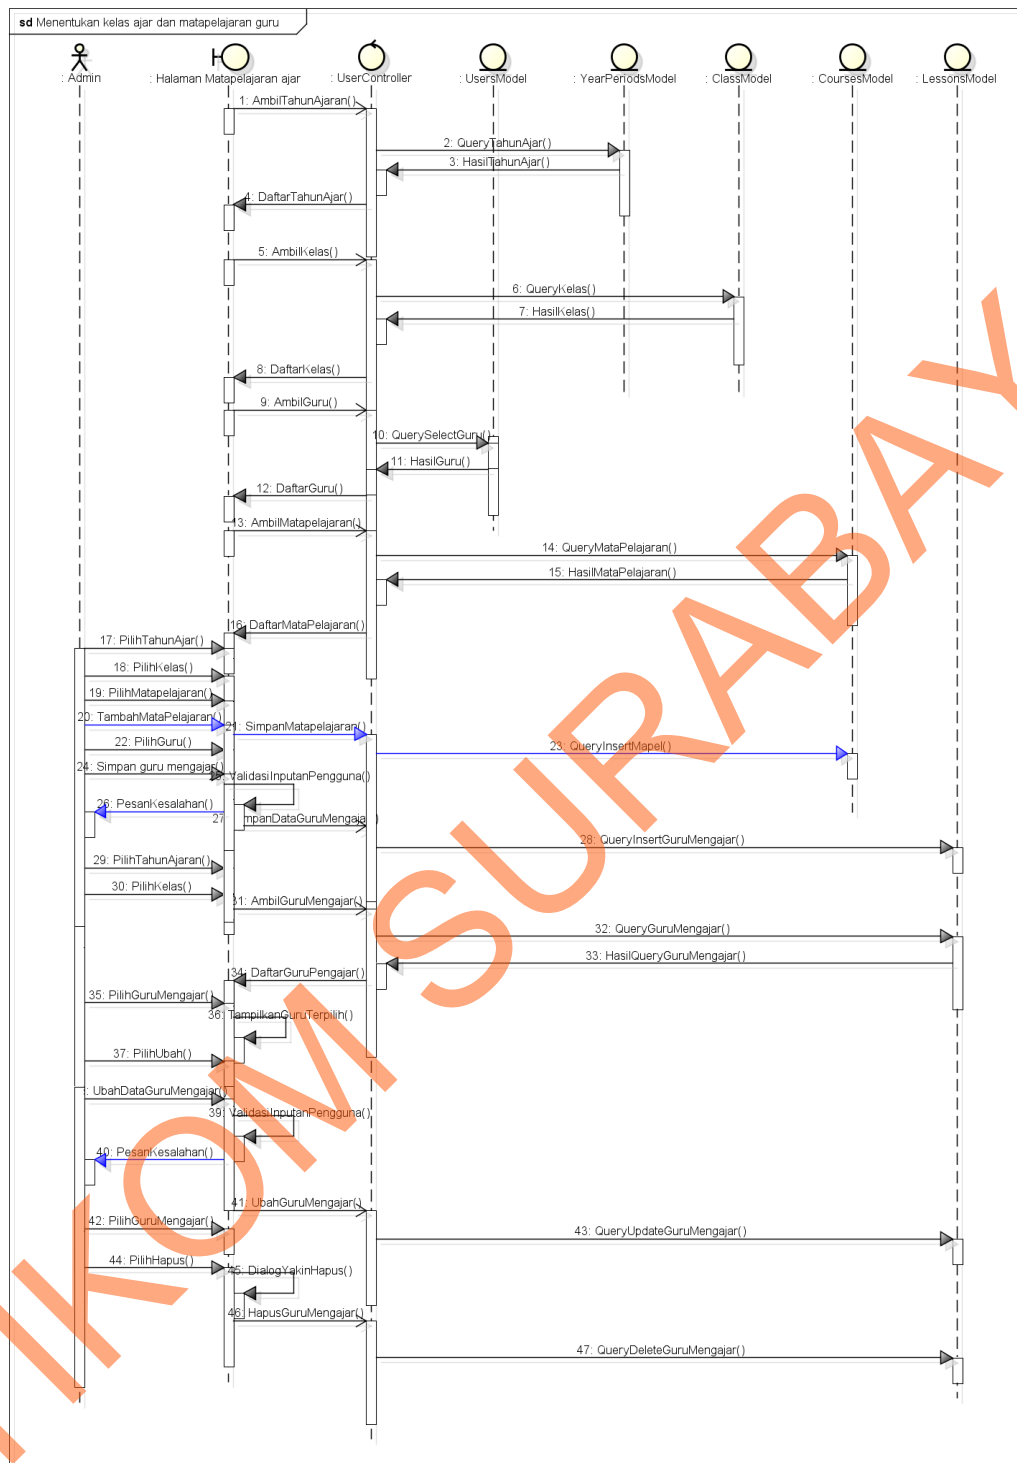 sd Menentukan kelas ajar dan matapelajaran guru
: Admin
: Halaman Matapelajaran ajar
: UserController
: UsersModel
: YearPeriodsModel
: ClassModel
: CoursesModel
: LessonsModel
1: AmbilTahunAjaran()
2: QueryTahunAjar()
3: HasilTahunAjar()
4: DaftarTahunAjar()
5: AmbilKelas()
6: QueryKelas()
7: HasilKelas()
8: DaftarKelas()
9: AmbilGuru()
10: QuerySelectGuru()
11: HasilGuru()
12: DaftarGuru()
13: AmbilMatapelajaran()
14: QueryMataPelajaran()
15: HasilMataPelajaran()
16: DaftarMataPelajaran()
17: PilihTahunAjar()
18: PilihKelas()
19: PilihMatapelajaran()
20: TambahMataPelajaran()
21: SimpanMatapelajaran()
22: PilihGuru()
23: QueryInsertMapel()
24: Simpan guru mengajar()
25: ValidasiInputanPengguna()
26: PesanKesalahan()
27: SimpanDataGuruMengajar()
28: QueryInsertGuruMengajar()
29: PilihTahunAjaran()
30: PilihKelas()
31: AmbilGuruMengajar()
32: QueryGuruMengajar()
33: HasilQueryGuruMengajar()
34: DaftarGuruPengajar()
35: PilihGuruMengajar()
36: TampilkanGuruTerpilih()
37: PilihUbah()
: UbahDataGuruMengajar()
39: ValidasiInputanPengguna()
40: PesanKesalahan()
41: UbahGuruMengajar()
42: PilihGuruMengajar()
43: QueryUpdateGuruMengajar()
44: PilihHapus()
45: DialogYakinHapus()
46: HapusGuruMengajar()
47: QueryDeleteGuruMengajar()
IKOM SURABAY